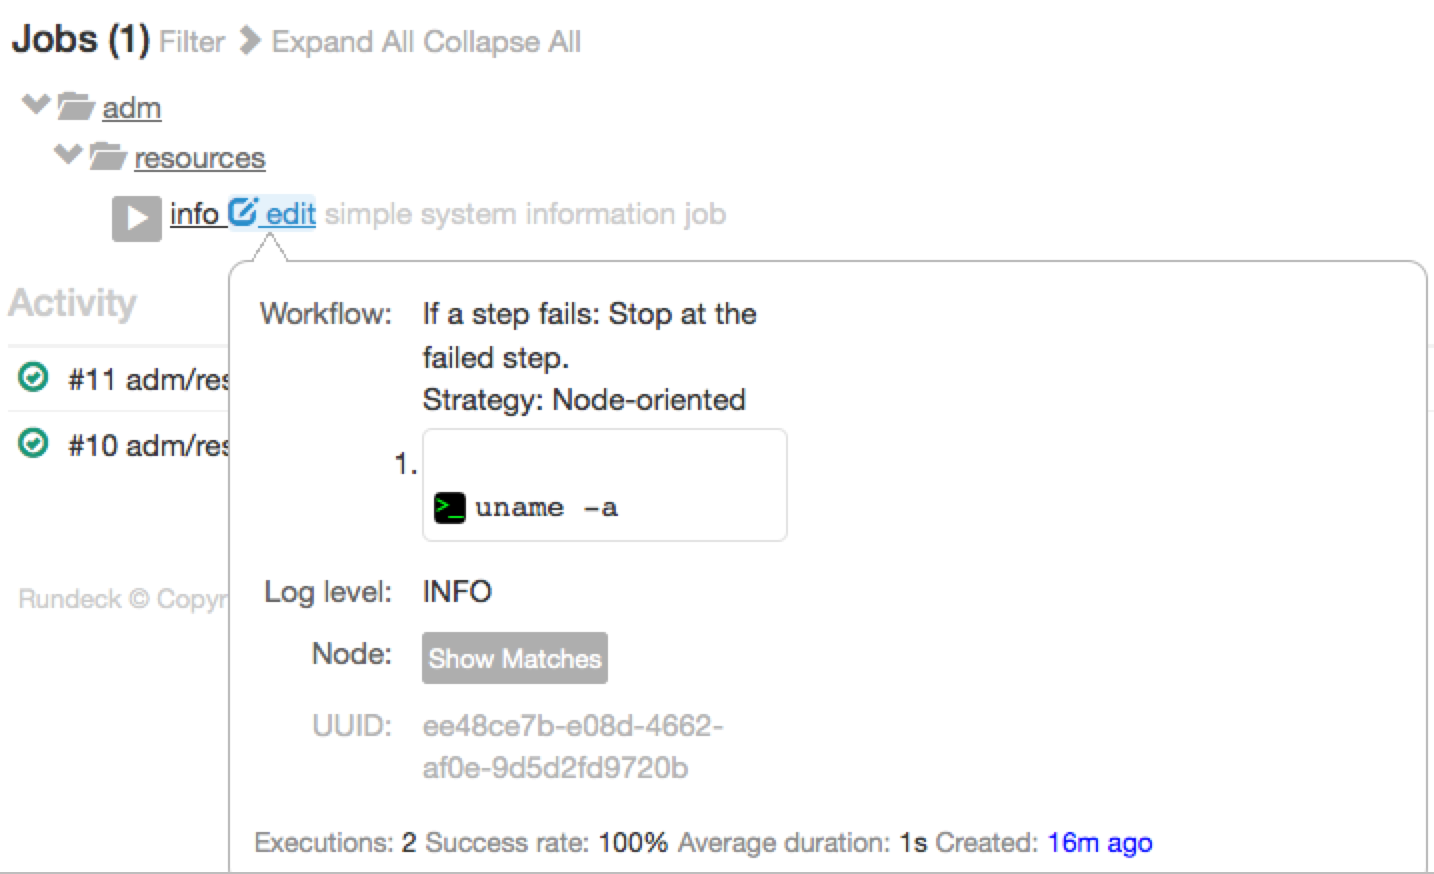 Jobs (1) Filter Expand All Collapse All
adm
resources
info edit simple system information job
Workflow: If a step fails: Stop at the
failed step.
Strategy: Node-oriented
1.
>_ uname -a
Log level: INFO
Node: Show Matches
UUID: ee48ce7b-e08d-4662-
af0e-9d5d2fd9720b
Executions: 2 Success rate: 100% Average duration: 1s Created: 16m ago
Activity
#11 adm/res
#10 adm/res
Rundeck © Copyr